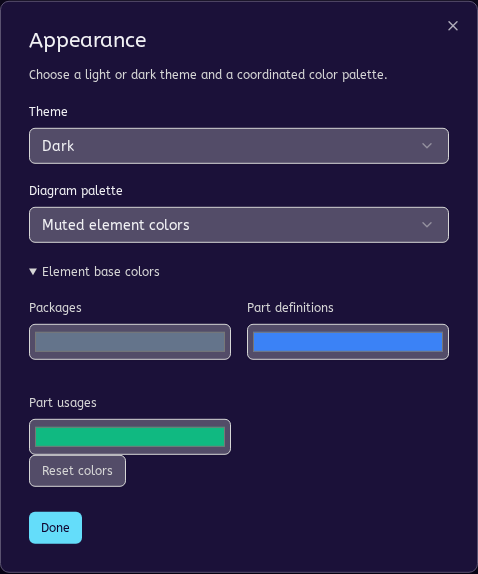 Appearance
Choose a light or dark theme and a coordinated color palette.
Theme
Dark
Diagram palette
Muted element colors
Element base colors
Packages
Part definitions
Part usages
Reset colors
Done